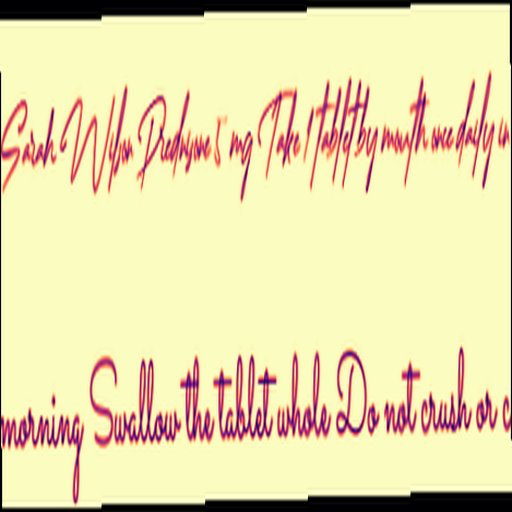 Sarah Wilson Prednisone 5 mg Take 1 tablet by mouth once daily in
morning Swallow the tablet whole Do not crush or